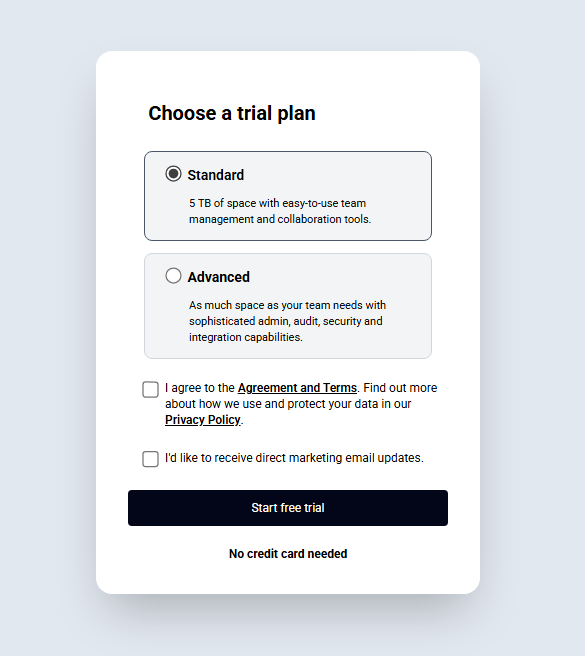 Choose a trial plan
Standard
5 TB of space with easy-to-use team
management and collaboration tools.
Advanced
As much space as your team needs with
sophisticated admin, audit, security and
integration capabilities.
I agree to the Agreement and Terms. Find out more
about how we use and protect your data in our
Privacy Policy.
I'd like to receive direct marketing email updates.
Start free trial
No credit card needed